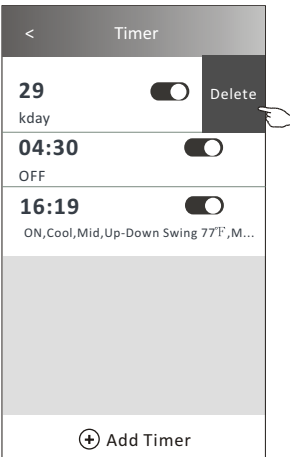 < Timer
29
Delete
kday
04:30
OFF
16:19
ON,Cool,Mid,Up-Down Swing 77℉,M...
Add Timer